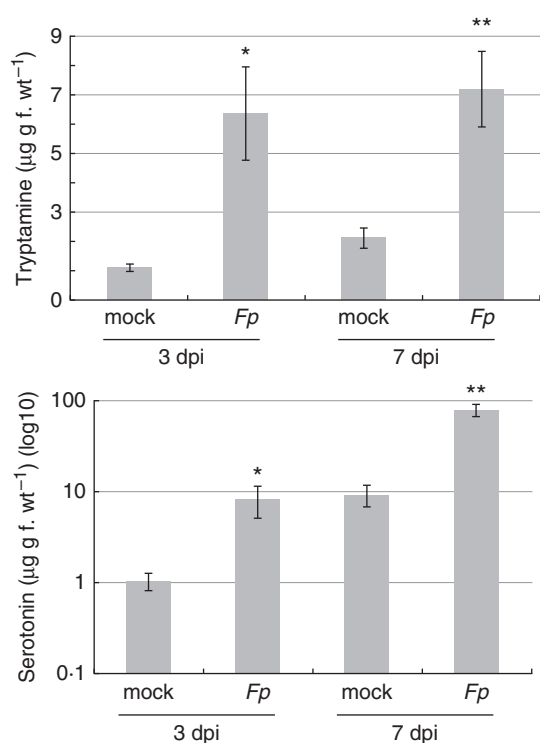 Tryptamine (µg g f. wt⁻¹)
9
7
5
3
0
*
**
mock Fp mock Fp
3 dpi 7 dpi
Serotonin (µg g f. wt⁻¹) (log10)
100
10
1
0·1
*
**
mock Fp mock Fp
3 dpi 7 dpi